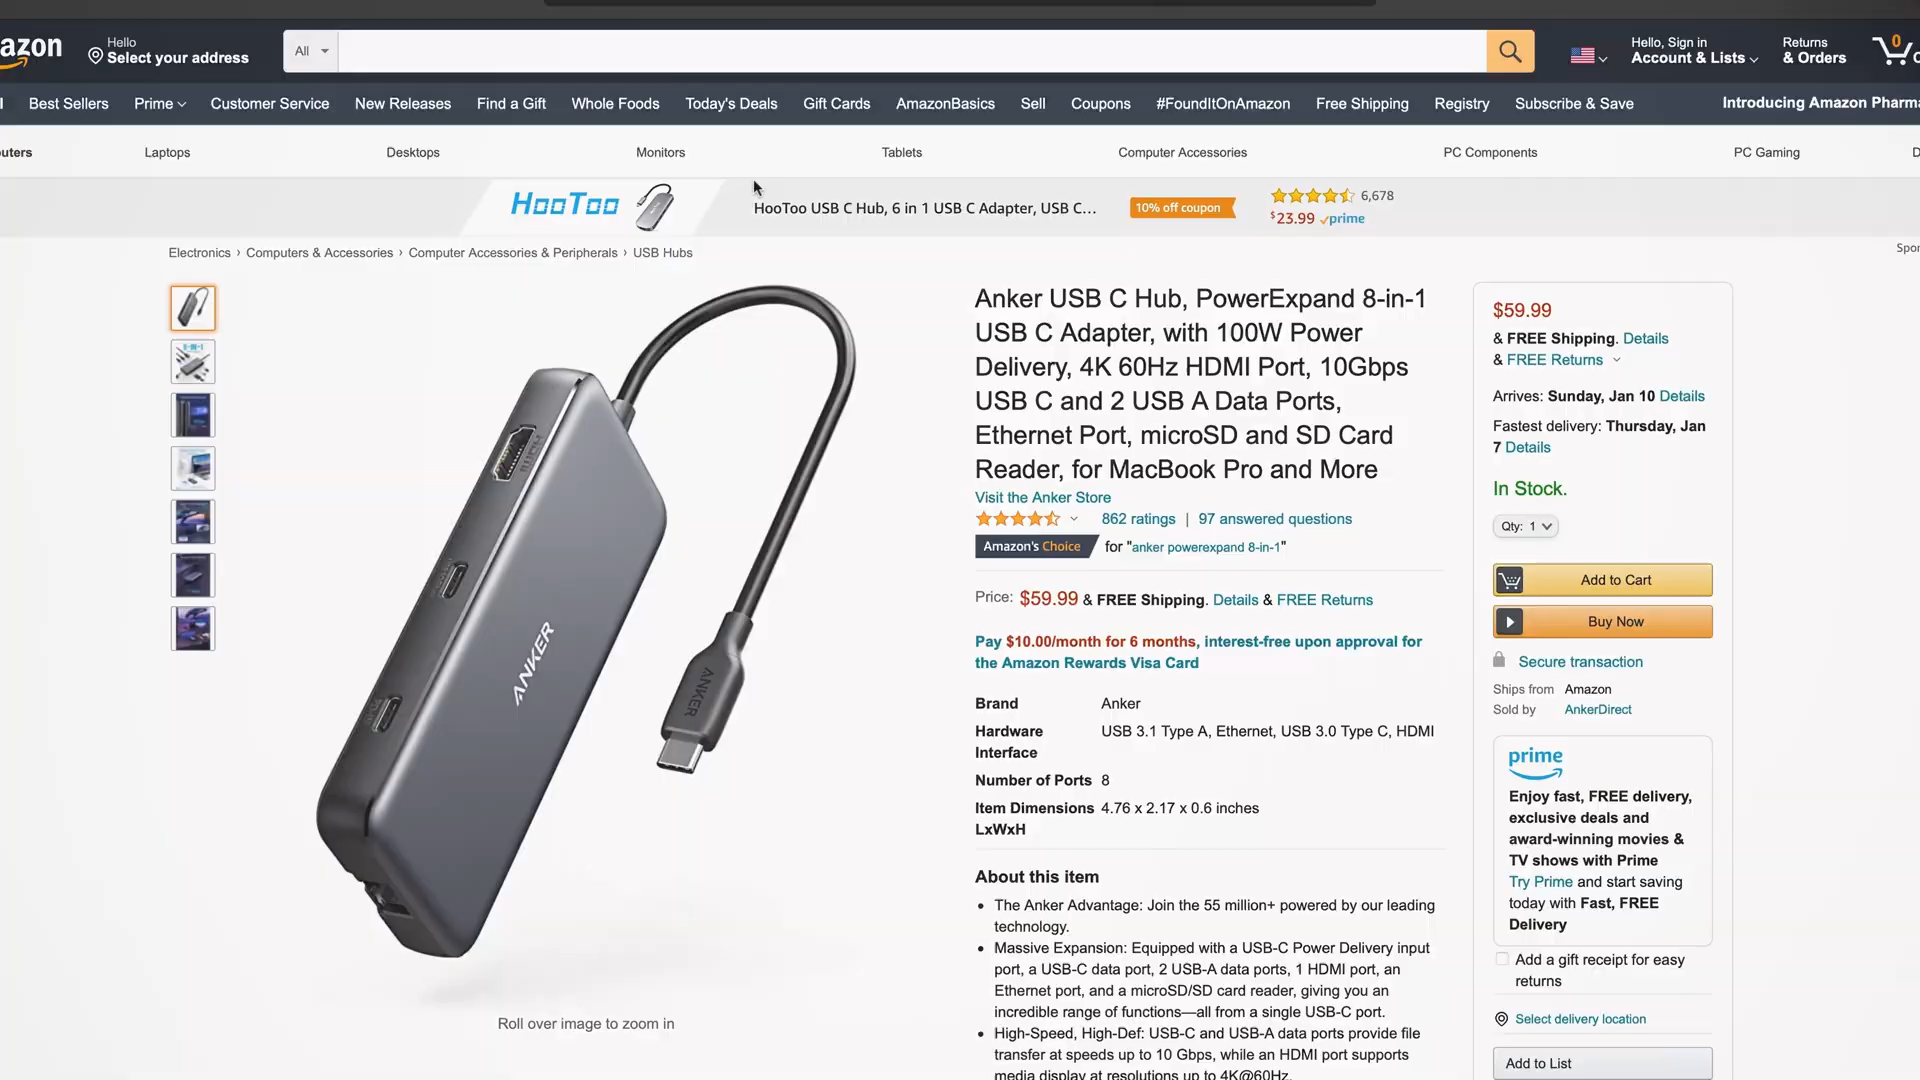 azon
Hello
Select your address
All
Hello, Sign in
Account & Lists
Returns
& Orders
0
Best Sellers
Prime
Customer Service
New Releases
Find a Gift
Whole Foods
Today's Deals
Gift Cards
AmazonBasics
Sell
Coupons
#FoundItOnAmazon
Free Shipping
Registry
Subscribe & Save
Introducing Amazon Pharma
uters
Laptops
Desktops
Monitors
Tablets
Computer Accessories
PC Components
PC Gaming
D
HooToo
HooToo USB C Hub, 6 in 1 USB C Adapter, USB C...
10% off coupon
6,678
$23.99 prime
Electronics › Computers & Accessories › Computer Accessories & Peripherals › USB Hubs
Spor
HDMI
ANKER
ANKER
Roll over image to zoom in
Anker USB C Hub, PowerExpand 8-in-1
USB C Adapter, with 100W Power
Delivery, 4K 60Hz HDMI Port, 10Gbps
USB C and 2 USB A Data Ports,
Ethernet Port, microSD and SD Card
Reader, for MacBook Pro and More
Visit the Anker Store
862 ratings | 97 answered questions
Amazon's Choice for "anker powerexpand 8-in-1"
Price: $59.99 & FREE Shipping. Details & FREE Returns
Pay $10.00/month for 6 months, interest-free upon approval for
the Amazon Rewards Visa Card
Brand Anker
Hardware Interface USB 3.1 Type A, Ethernet, USB 3.0 Type C, HDMI
Number of Ports 8
Item Dimensions LxWxH 4.76 x 2.17 x 0.6 inches
About this item
• The Anker Advantage: Join the 55 million+ powered by our leading
technology.
• Massive Expansion: Equipped with a USB-C Power Delivery input
port, a USB-C data port, 2 USB-A data ports, 1 HDMI port, an
Ethernet port, and a microSD/SD card reader, giving you an
incredible range of functions—all from a single USB-C port.
• High-Speed, High-Def: USB-C and USB-A data ports provide file
transfer at speeds up to 10 Gbps, while an HDMI port supports
media display at resolutions up to 4K@60Hz.
$59.99
& FREE Shipping. Details
& FREE Returns
Arrives: Sunday, Jan 10 Details
Fastest delivery: Thursday, Jan
7 Details
In Stock.
Qty: 1
Add to Cart
Buy Now
Secure transaction
Ships from Amazon
Sold by AnkerDirect
prime
Enjoy fast, FREE delivery,
exclusive deals and
award-winning movies &
TV shows with Prime
Try Prime and start saving
today with Fast, FREE
Delivery
Add a gift receipt for easy
returns
Select delivery location
Add to List